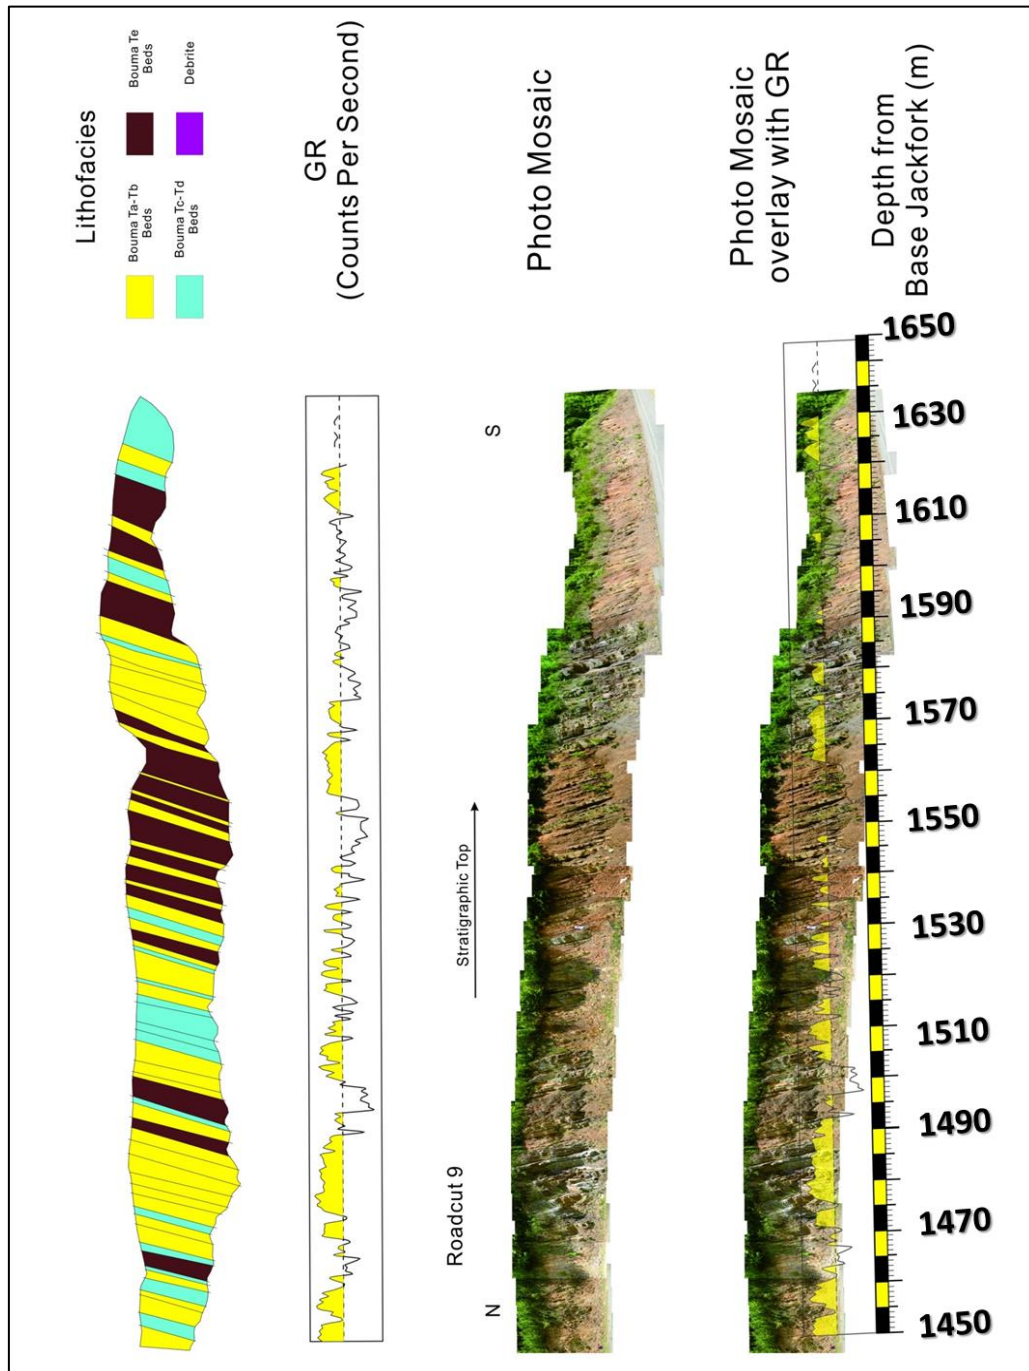 Lithofacies
Bouma Te
Beds
Debrite
Bouma Ta-Tb
Beds
Bouma Tc-Td
Beds
GR
(Counts Per Second)
Photo Mosaic
S
Stratigraphic Top
Roadcut 9
N
Photo Mosaic
overlay with GR
Depth from
Base Jackfork (m)
1650
1630
1610
1590
1570
1550
1530
1510
1490
1470
1450